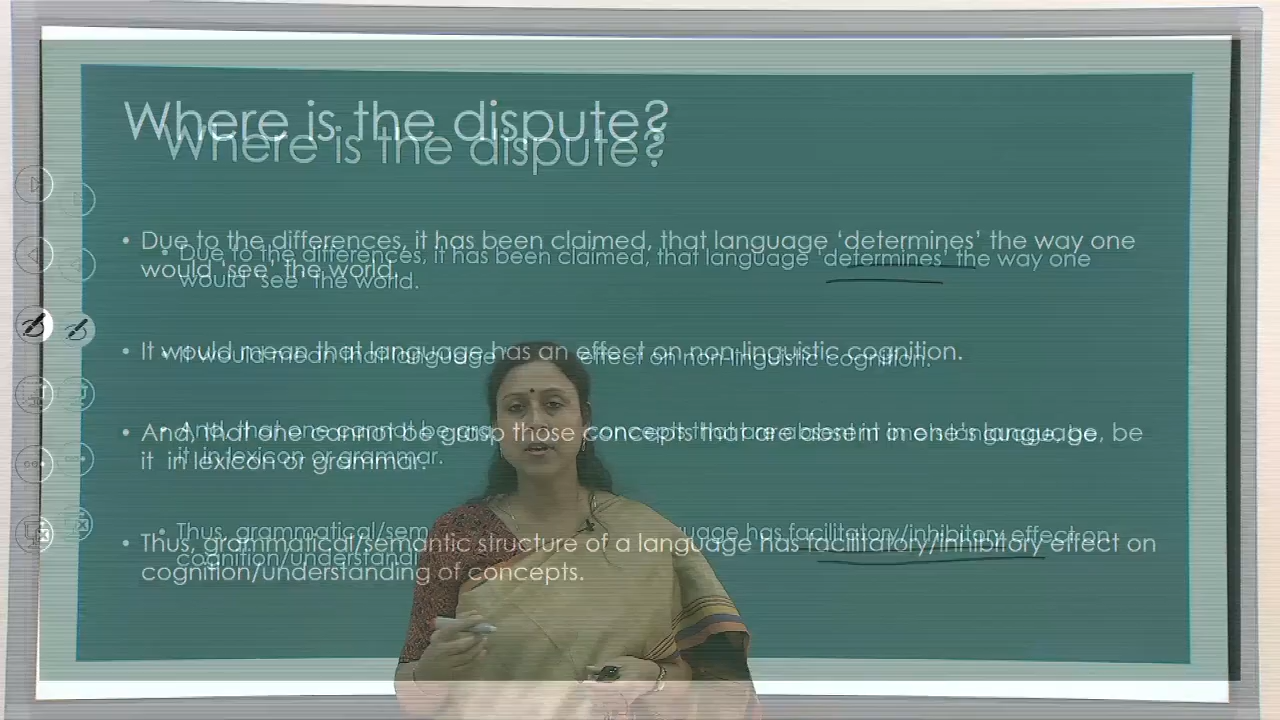 Where is the dispute?
• Due to the differences, it has been claimed, that language ‘determines’ the way one
would ‘see’ the world.
• It would mean that language has an effect on non-linguistic cognition.
• And, that one cannot be grasp those concepts that are absent in one's language, be
it in lexicon or grammar.
• Thus, grammatical/semantic structure of a language has facilitatory/inhibitory effect on
cognition/understanding of concepts.